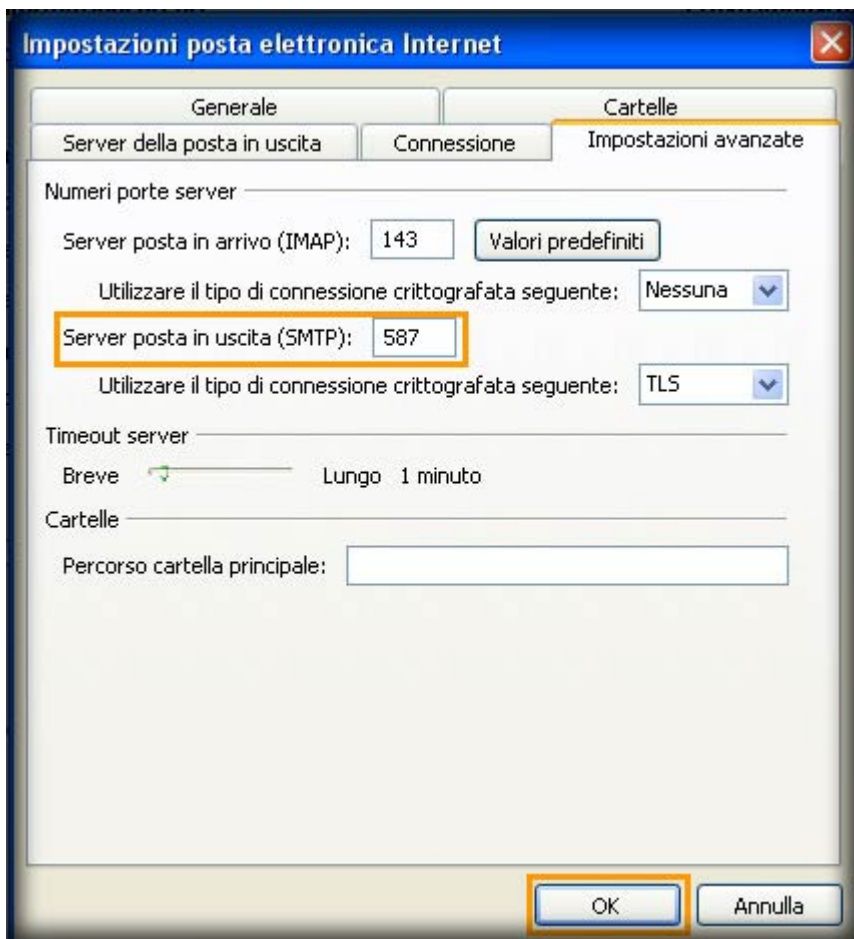 Impostazioni posta elettronica Internet
Generale
Cartelle
Server della posta in uscita
Connessione
Impostazioni avanzate
Numeri porte server
Server posta in arrivo (IMAP): 143 Valori predefiniti
Utilizzare il tipo di connessione crittografata seguente: Nessuna
Server posta in uscita (SMTP): 587
Utilizzare il tipo di connessione crittografata seguente: TLS
Timeout server
Breve Lungo 1 minuto
Cartelle
Percorso cartella principale:
OK Annulla